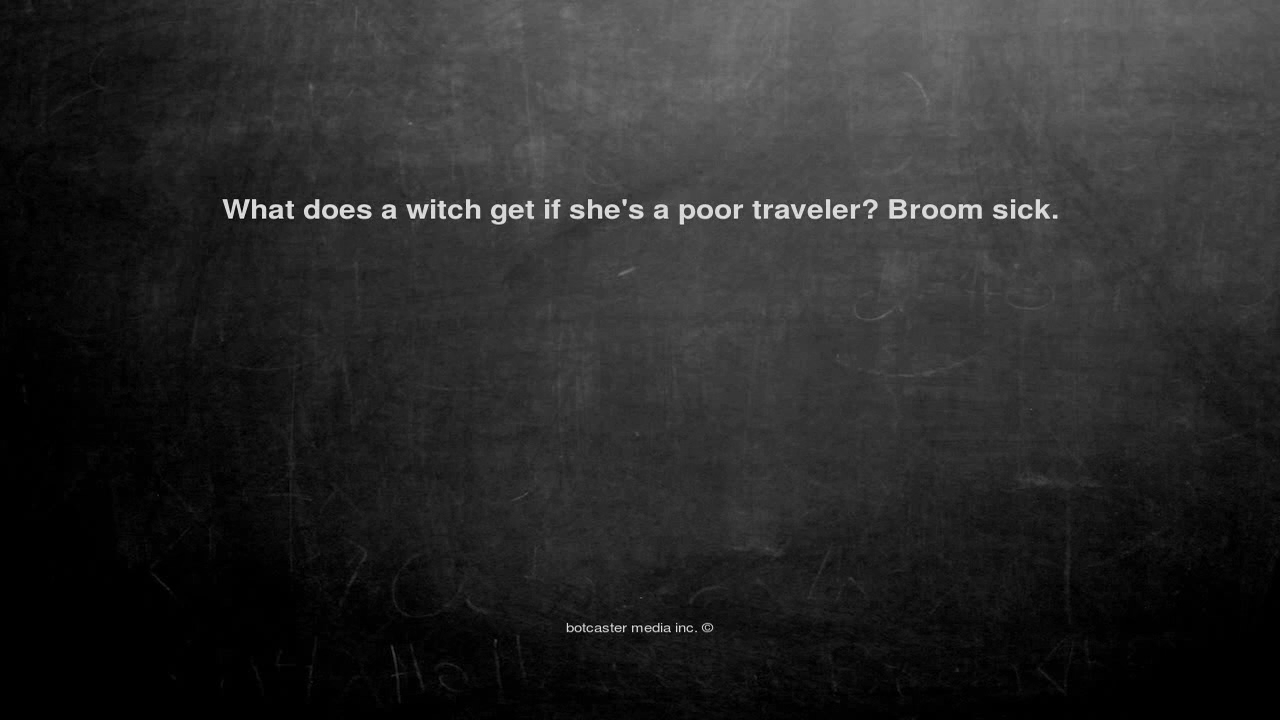 What does a witch get if she's a poor traveler? Broom sick.
botcaster media inc. ©